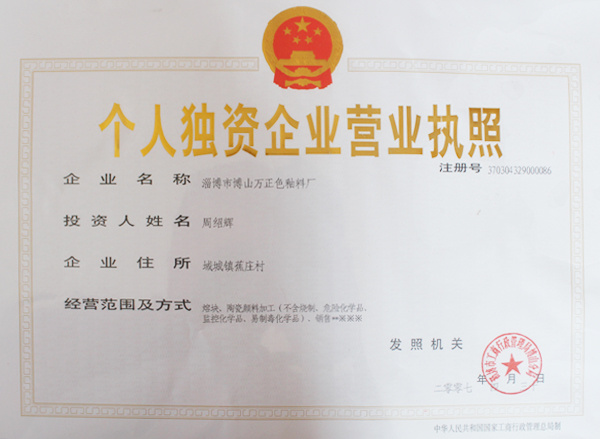 个人独资企业营业执照
注册号 370304329000086
企业名称 淄博市博山万正色釉料厂
投资人姓名 周绍辉
企业住所 域城镇蕉庄村
经营范围及方式 熔块、陶瓷颜料加工(不含烧制、危险化学品、
监控化学品、易制毒化学品)、销售**※※※
发照机关
二零零七 年 月 日
中华人民共和国国家工商行政管理总局制